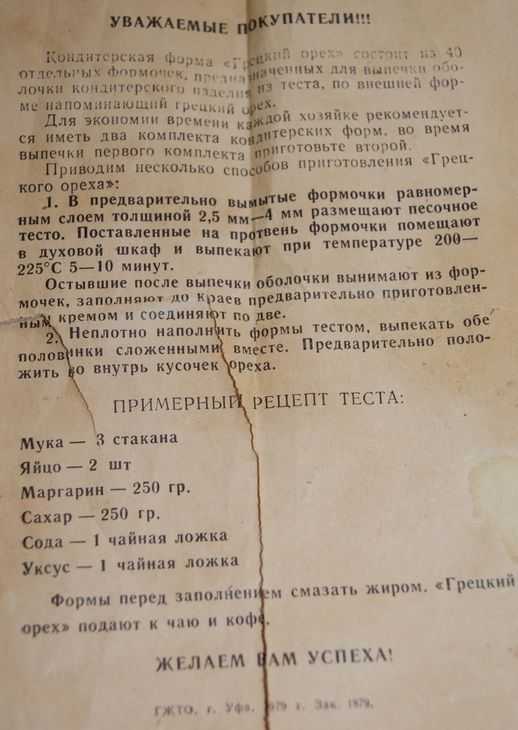 УВАЖАЕМЫЕ ПОКУПАТЕЛИ!!!
Кондитерская форма «Грецкий орех» состоит из 40
отдельных формочек, предназначенных для выпечки обо-
лочки кондитерского изделия из теста, по внешней фор-
ме напоминающий грецкий орех.
Для экономии времени каждой хозяйке рекомендует-
ся иметь два комплекта кондитерских форм, во время
выпечки первого комплекта приготовьте второй.
Приводим несколько способов приготовления «Грец-
кого ореха»:
1. В предварительно вымытые формочки равномер-
ным слоем толщиной 2,5 мм—4 мм размещают песочное
тесто. Поставленные на протвень формочки помещают
в духовой шкаф и выпекают при температуре 200—
225°С 5—10 минут.
Остывшие после выпечки оболочки вынимают из фор-
мочек, заполняют до краев предварительно приготовлен-
ным кремом и соединяют по две.
2. Неплотно наполнить формы тестом, выпекать обе
половинки сложенными вместе. Предварительно поло-
жить во внутрь кусочек ореха.
ПРИМЕРНЫЙ РЕЦЕПТ ТЕСТА:
Мука — 3 стакана
Яйцо — 2 шт
Маргарин — 250 гр.
Сахар — 250 гр.
Сода — 1 чайная ложка
Уксус — 1 чайная ложка
Формы перед заполнением смазать жиром. «Грецкий
орех» подают к чаю и кофе.
ЖЕЛАЕМ ВАМ УСПЕХА!
ГЖТО, г. Уфа, 679 г. Зак. 1879.